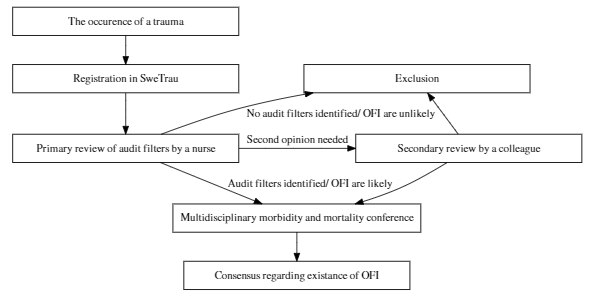 The occurence of a trauma
Registration in SweTrau
Exclusion
No audit filters identified/ OFI are unlikely
Primary review of audit filters by a nurse
Second opinion needed
Secondary review by a colleague
Audit filters identified/ OFI are likely
Multidisciplinary morbidity and mortality conference
Consensus regarding existance of OFI